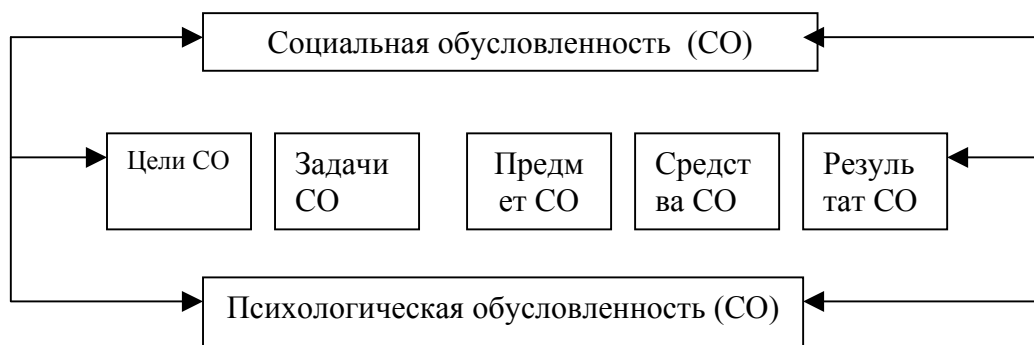 Социальная обусловленность (СО)
Цели СО
Задачи
СО
Предм
ет СО
Средст
ва СО
Резуль
тат СО
Психологическая обусловленность (СО)